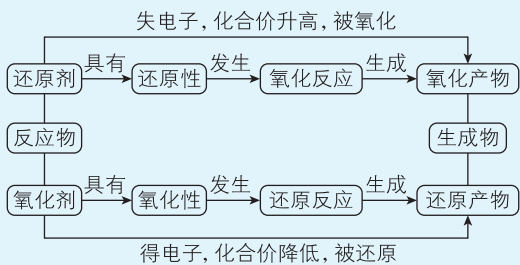 失电子，化合价升高，被氧化
还原剂 具有 还原性 发生 氧化反应 生成 氧化产物
反应物 生成物
氧化剂 具有 氧化性 发生 还原反应 生成 还原产物
得电子，化合价降低，被还原